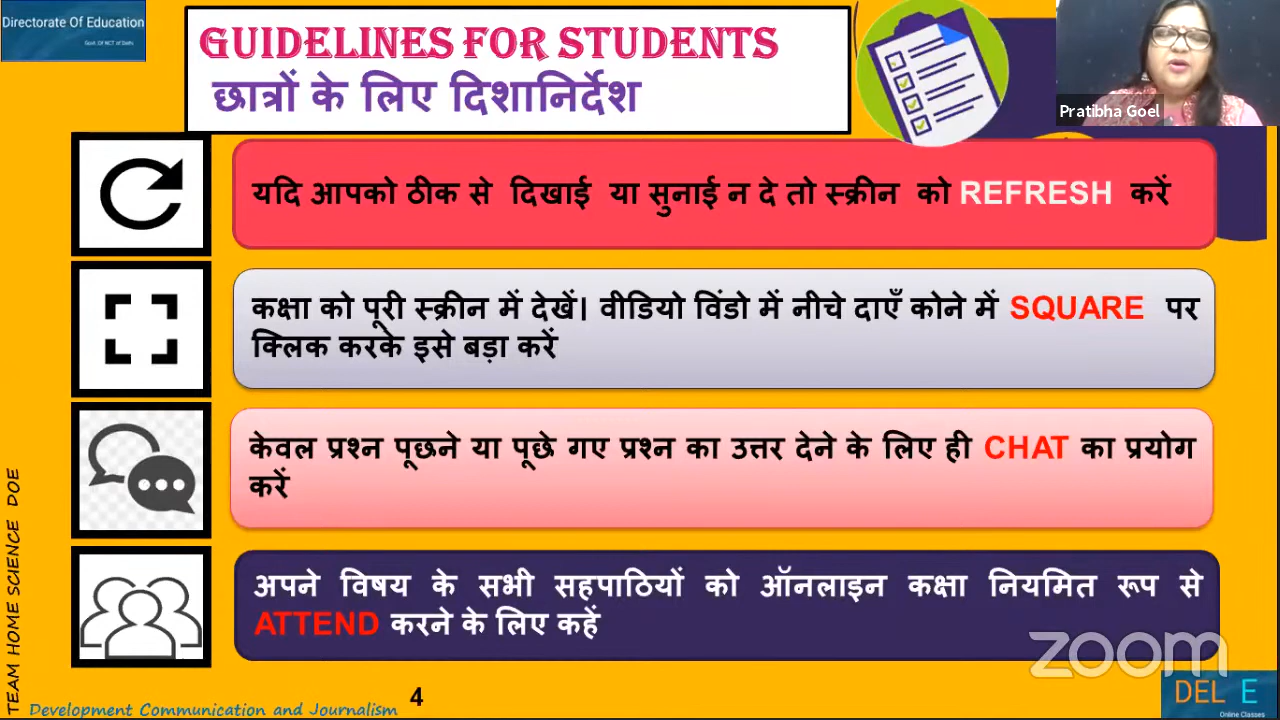 Directorate Of Education
Govt. Of NCT of Delhi
GUIDELINES FOR STUDENTS
छात्रों के लिए दिशानिर्देश
Pratibha Goel
यदि आपको ठीक से दिखाई या सुनाई न दे तो स्क्रीन को REFRESH करें
कक्षा को पूरी स्क्रीन में देखें। वीडियो विंडो में नीचे दाएँ कोने में SQUARE पर
क्लिक करके इसे बड़ा करें
केवल प्रश्न पूछने या पूछे गए प्रश्न का उत्तर देने के लिए ही CHAT का प्रयोग
करें
अपने विषय के सभी सहपाठियों को ऑनलाइन कक्षा नियमित रूप से
ATTEND करने के लिए कहें
TEAM HOME SCIENCE DOE
zoom
DEL E
Online Classes
Development Communication and Journalism
4